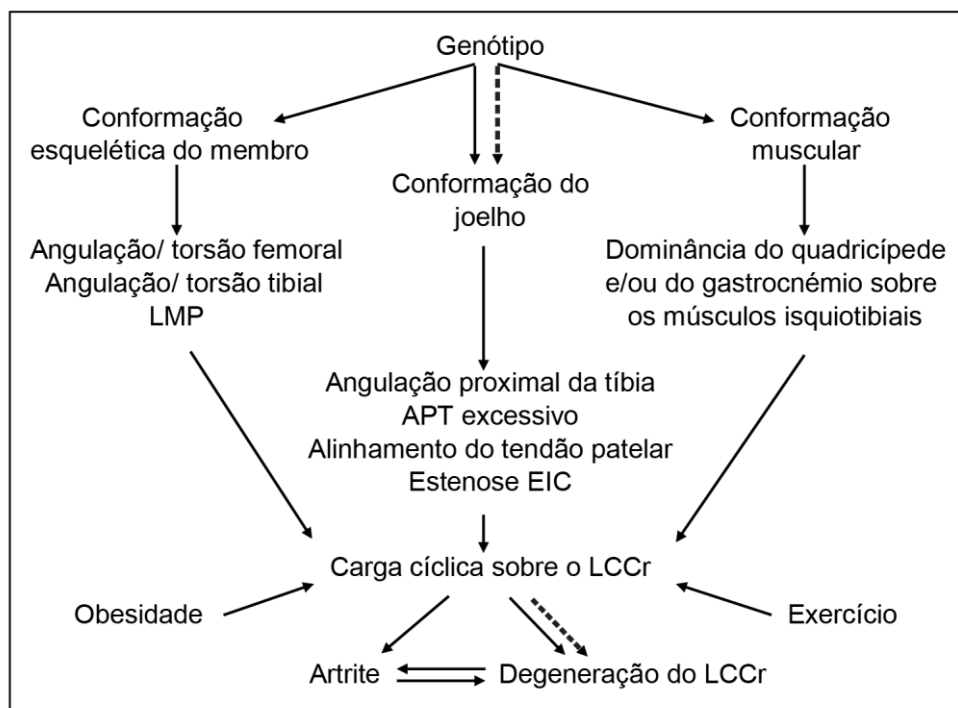 Genótipo
Conformação
esquelética do membro
Conformação do
joelho
Conformação
muscular
Angulação/ torsão femoral
Angulação/ torsão tibial
LMP
Dominância do quadricípede
e/ou do gastrocnémio sobre
os músculos isquiotibiais
Angulação proximal da tíbia
APT excessivo
Alinhamento do tendão patelar
Estenose EIC
Carga cíclica sobre o LCCr
Obesidade
Exercício
Artrite
Degeneração do LCCr